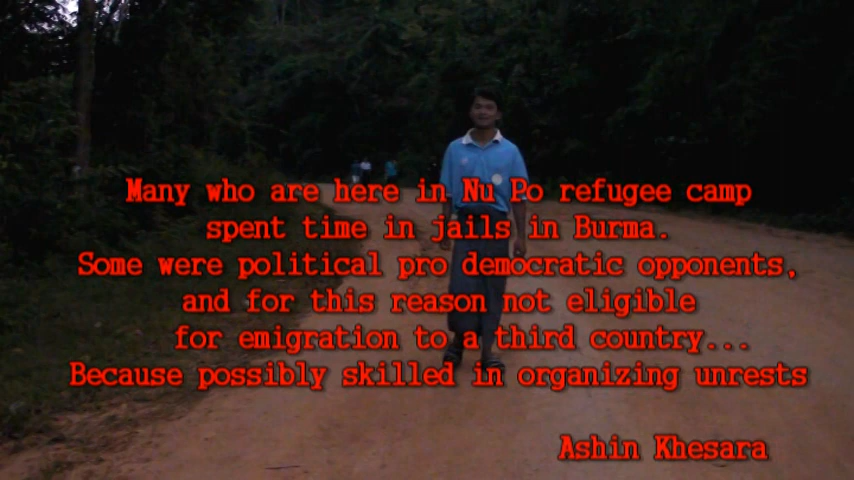 Many who are here in Nu Po refugee camp
spent time in jails in Burma.
Some were political pro democratic opponents,
and for this reason not eligible
for emigration to a third country...
Because possibly skilled in organizing unrests
Ashin Khesara